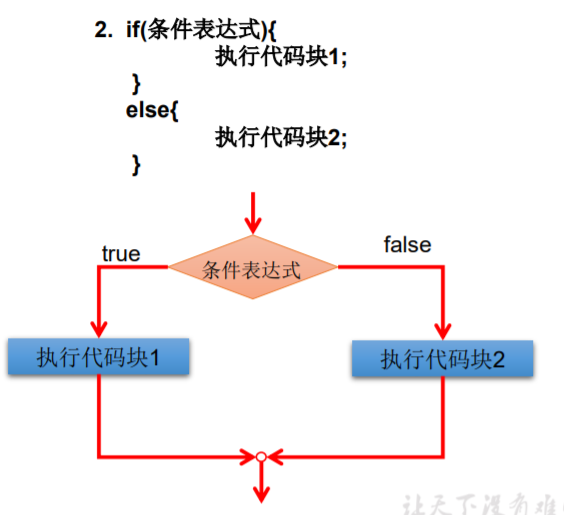 2. if(条件表达式){
执行代码块1;
}
else{
执行代码块2;
}
true
false
条件表达式
执行代码块1
执行代码块2
让天下没有难